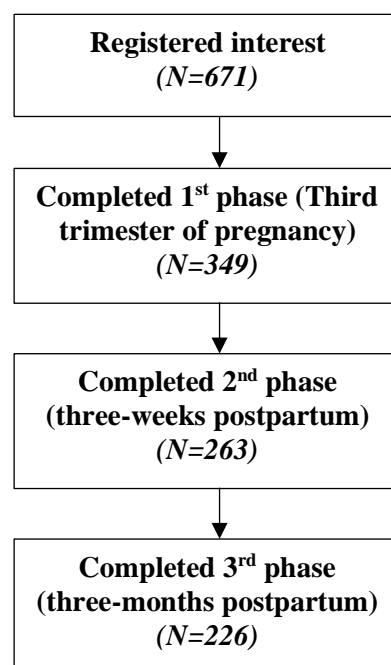 Registered interest
(N=671)
Completed 1st phase (Third
trimester of pregnancy)
(N=349)
Completed 2nd phase
(three-weeks postpartum)
(N=263)
Completed 3rd phase
(three-months postpartum)
(N=226)